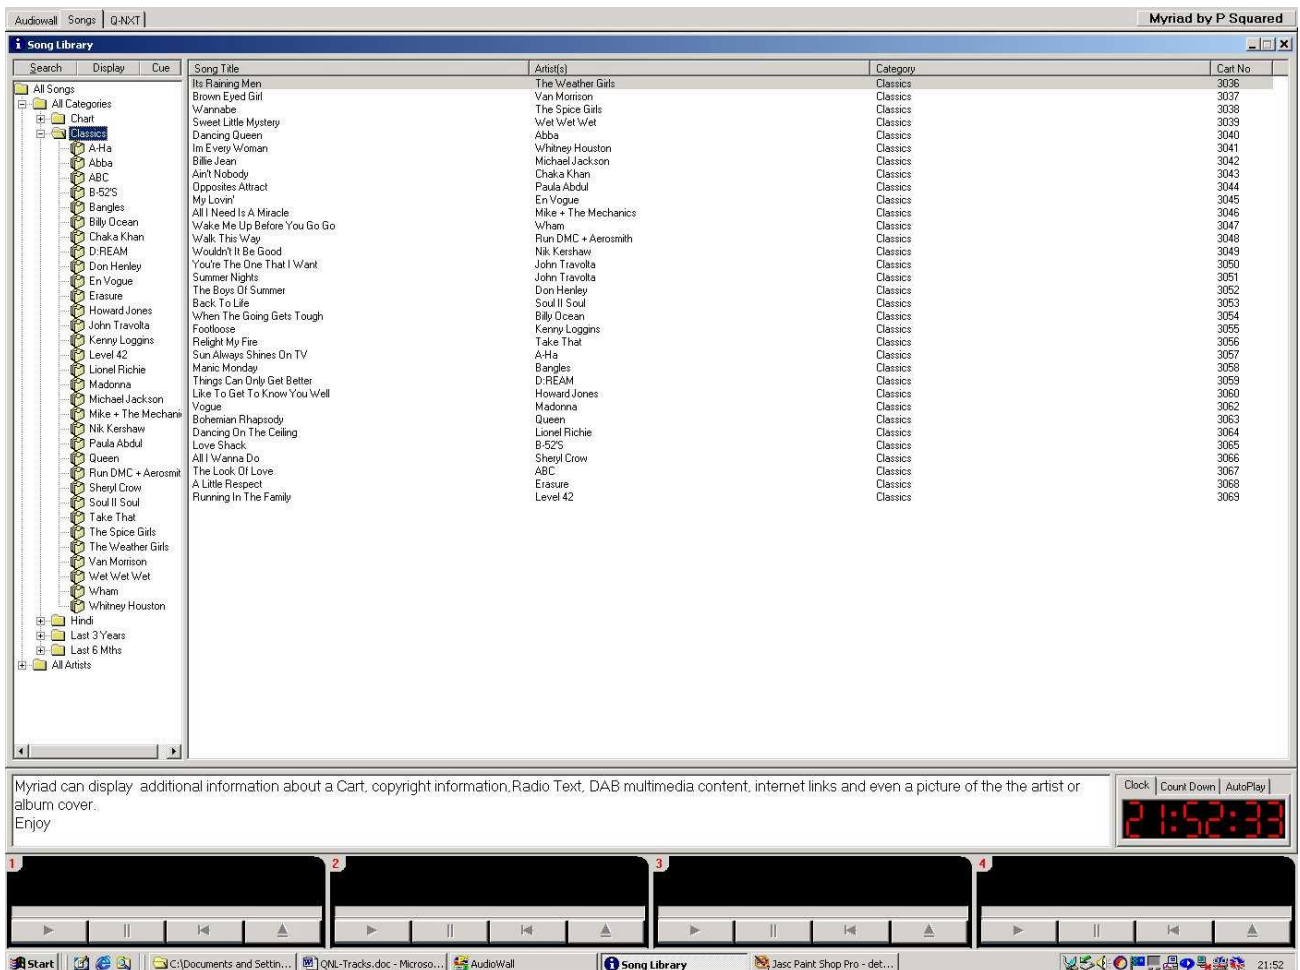 Audiowall Songs Q-NXT Myriad by P Squared
Song Library
Search Display Cue Song Title Artist(s) Category Cart No
All Songs
All Categories
Chart
Classics
A-Ha
Abba
ABC
B-52'S
Bangles
Billy Ocean
Chaka Khan
D:REAM
Don Henley
En Vogue
Erasure
Howard Jones
John Travolta
Kenny Loggins
Level 42
Lionel Richie
Madonna
Michael Jackson
Mike + The Mechani
Nik Kershaw
Paula Abdul
Queen
Run DMC + Aerosmit
Sheryl Crow
Soul II Soul
Take That
The Spice Girls
The Weather Girls
Van Morrison
Wet Wet Wet
Wham
Whitney Houston
Hindi
Last 3 Years
Last 6 Mths
All Artists
Its Raining Men The Weather Girls Classics 3036
Brown Eyed Girl Van Morrison Classics 3037
Wannabe The Spice Girls Classics 3038
Sweet Little Mystery Wet Wet Wet Classics 3039
Dancing Queen Abba Classics 3040
Im Every Woman Whitney Houston Classics 3041
Billie Jean Michael Jackson Classics 3042
Ain't Nobody Chaka Khan Classics 3043
Opposites Attract Paula Abdul Classics 3044
My Lovin' En Vogue Classics 3045
All I Need Is A Miracle Mike + The Mechanics Classics 3046
Wake Me Up Before You Go Go Wham Classics 3047
Walk This Way Run DMC + Aerosmith Classics 3048
Wouldn't It Be Good Nik Kershaw Classics 3049
You're The One That I Want John Travolta Classics 3050
Summer Nights John Travolta Classics 3051
The Boys Of Summer Don Henley Classics 3052
Back To Life Soul II Soul Classics 3053
When The Going Gets Tough Billy Ocean Classics 3054
Footloose Kenny Loggins Classics 3055
Relight My Fire Take That Classics 3056
Sun Always Shines On TV A-Ha Classics 3057
Manic Monday Bangles Classics 3058
Things Can Only Get Better D:REAM Classics 3059
Like To Get To Know You Well Howard Jones Classics 3060
Vogue Madonna Classics 3062
Bohemian Rhapsody Queen Classics 3063
Dancing On The Ceiling Lionel Richie Classics 3064
Love Shack B-52'S Classics 3065
All I Wanna Do Sheryl Crow Classics 3066
The Look Of Love ABC Classics 3067
A Little Respect Erasure Classics 3068
Running In The Family Level 42 Classics 3069
Myriad can display additional information about a Cart, copyright information,Radio Text, DAB multimedia content, internet links and even a picture of the the artist or
album cover.
Enjoy
Clock Count Down AutoPlay
21:52:33
1 2 3 4
Start C:\Documents and Settin... QNL-Tracks.doc - Microso... AudioWall Song Library Jasc Paint Shop Pro - det... 21:52